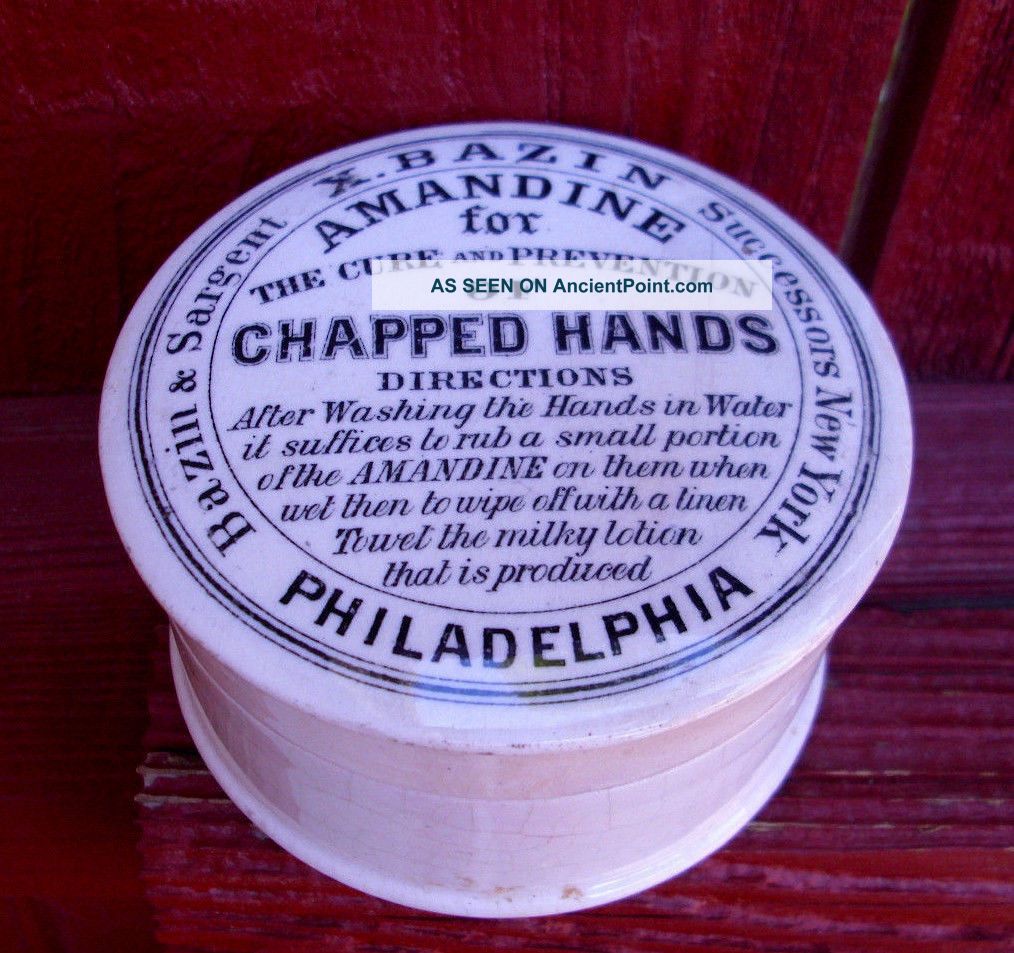 X. BAZIN
Bazin & Sargent
Successors New York
AMANDINE
for
THE CURE AND PREVENTION
OF
CHAPPED HANDS
DIRECTIONS
After Washing the Hands in Water
it suffices to rub a small portion
of the AMANDINE on them when
wet then to wipe off with a linen
Towel the milky lotion
that is produced
PHILADELPHIA
AS SEEN ON AncientPoint.com